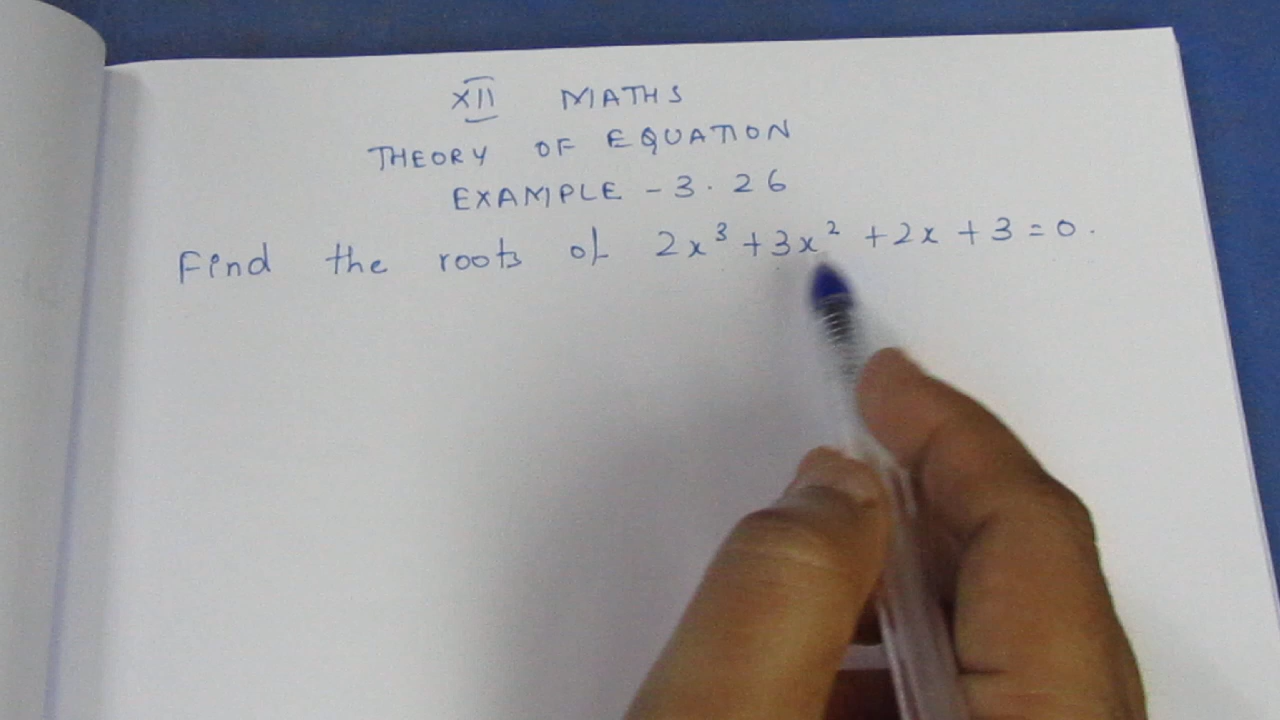 XII MATHS
THEORY OF EQUATION
EXAMPLE - 3.26
Find the roots of 2x³ + 3x² + 2x + 3 = 0.